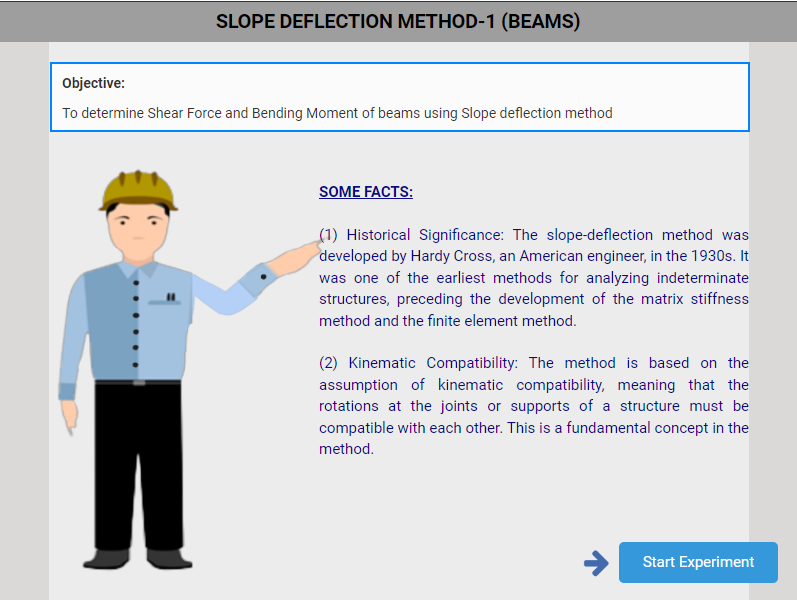 SLOPE DEFLECTION METHOD-1 (BEAMS)
Objective:
To determine Shear Force and Bending Moment of beams using Slope deflection method
SOME FACTS:
(1) Historical Significance: The slope-deflection method was
developed by Hardy Cross, an American engineer, in the 1930s. It
was one of the earliest methods for analyzing indeterminate
structures, preceding the development of the matrix stiffness
method and the finite element method.
(2) Kinematic Compatibility: The method is based on the
assumption of kinematic compatibility, meaning that the
rotations at the joints or supports of a structure must be
compatible with each other. This is a fundamental concept in the
method.
Start Experiment